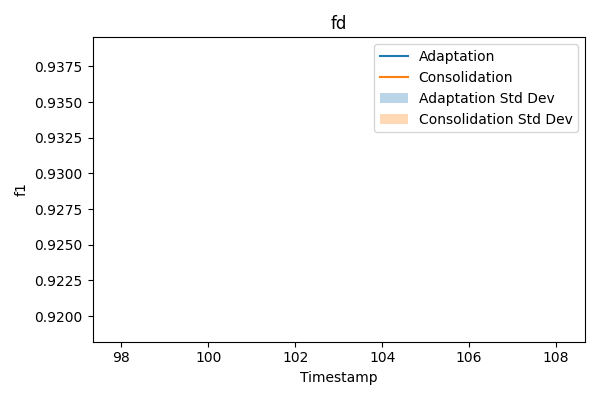 fd
Adaptation
Consolidation
Adaptation Std Dev
Consolidation Std Dev
0.9375
0.9350
0.9325
0.9300
0.9275
0.9250
0.9225
0.9200
f1
98 100 102 104 106 108
Timestamp